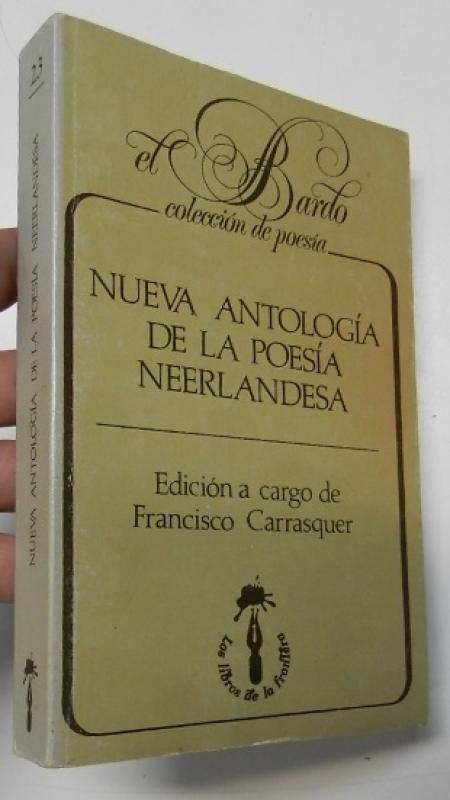 el Bardo
colección de poesía
NUEVA ANTOLOGÍA
DE LA POESÍA
NEERLANDESA
Edición a cargo de
Francisco Carrasquer
Los libros de la frontera
NUEVA ANTOLOGÍA DE LA POESÍA NEERLANDESA